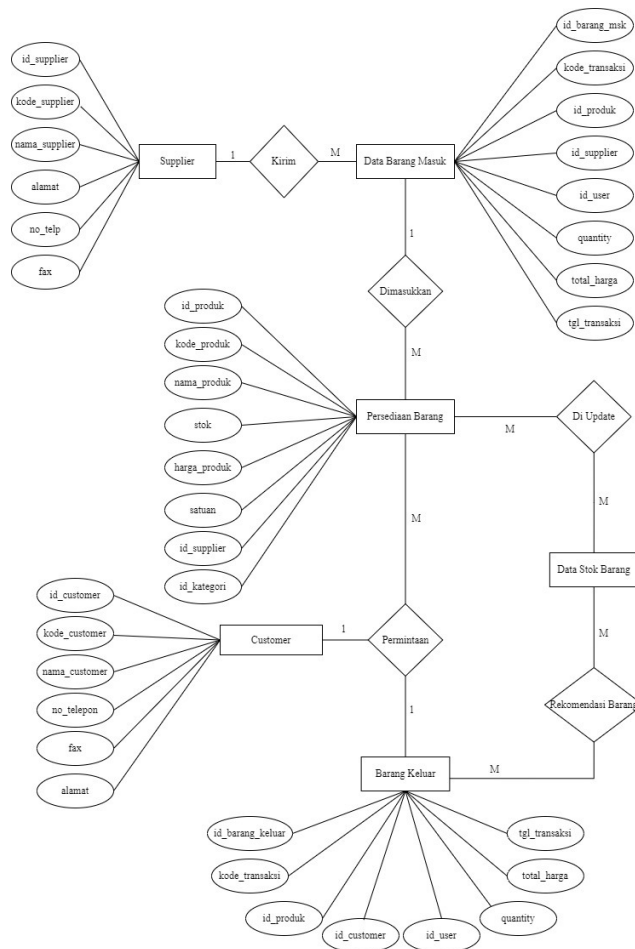 id_supplier
kode_supplier
nama_supplier
alamat
no_telp
fax
Supplier
1
Kirim
M
Data Barang Masuk
id_barang_msk
kode_transaksi
id_produk
id_supplier
id_user
quantity
total_harga
tgl_transaksi
1
Dimasukkan
M
id_produk
kode_produk
nama_produk
stok
harga_produk
satuan
id_supplier
id_kategori
Persediaan Barang
M
Di Update
M
Data Stok Barang
M
Rekomendasi Barang
M
M
id_customer
kode_customer
nama_customer
no_telepon
fax
alamat
Customer
1
Permintaan
1
Barang Keluar
id_barang_keluar
kode_transaksi
id_produk
id_customer
id_user
quantity
total_harga
tgl_transaksi